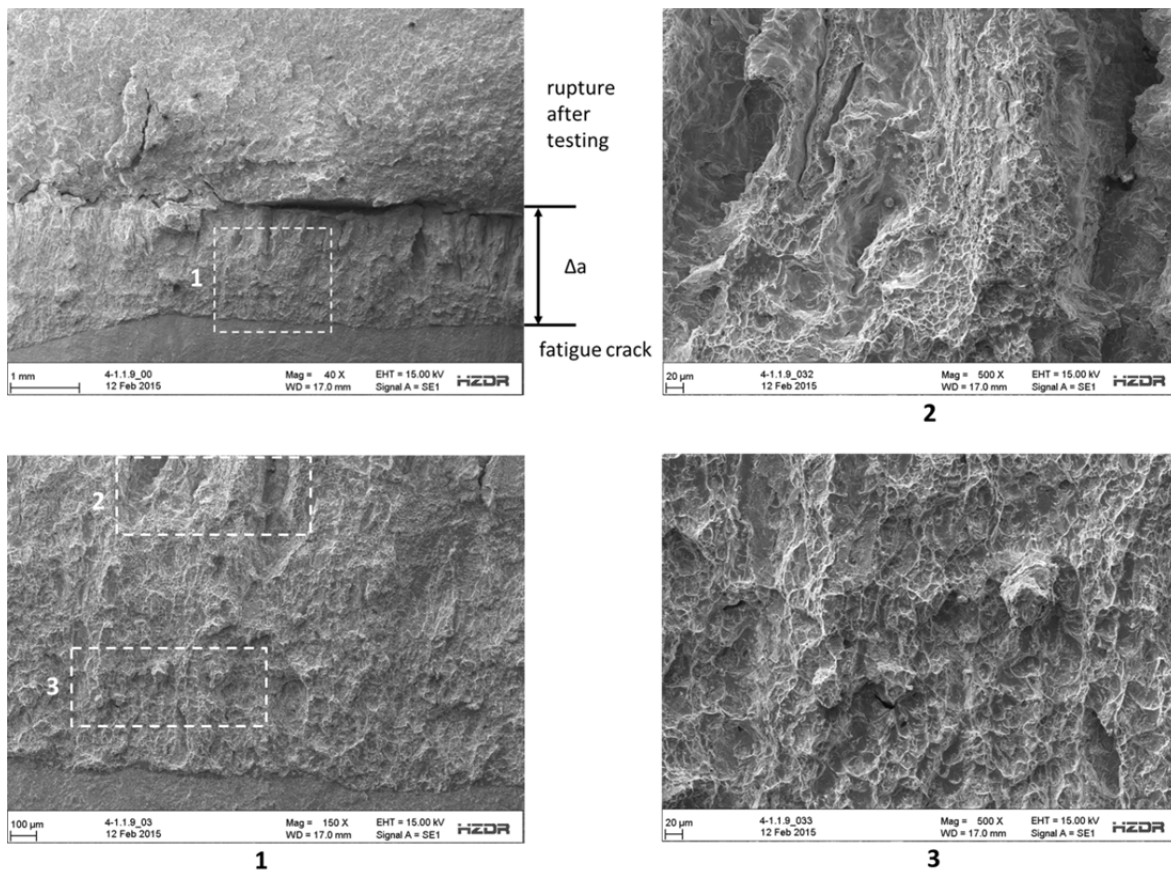 rupture
after
testing
1
Δa
fatigue crack
1 mm
4-1.1.9_00
12 Feb 2015
Mag = 40 X
WD = 17.0 mm
EHT = 15.00 kV
Signal A = SE1
HZDR
20 µm
4-1.1.9_032
12 Feb 2015
Mag = 500 X
WD = 17.0 mm
EHT = 15.00 kV
Signal A = SE1
HZDR
2
2
3
100 µm
4-1.1.9_03
12 Feb 2015
Mag = 150 X
WD = 17.0 mm
EHT = 15.00 kV
Signal A = SE1
HZDR
1
20 µm
4-1.1.9_033
12 Feb 2015
Mag = 500 X
WD = 17.0 mm
EHT = 15.00 kV
Signal A = SE1
HZDR
3